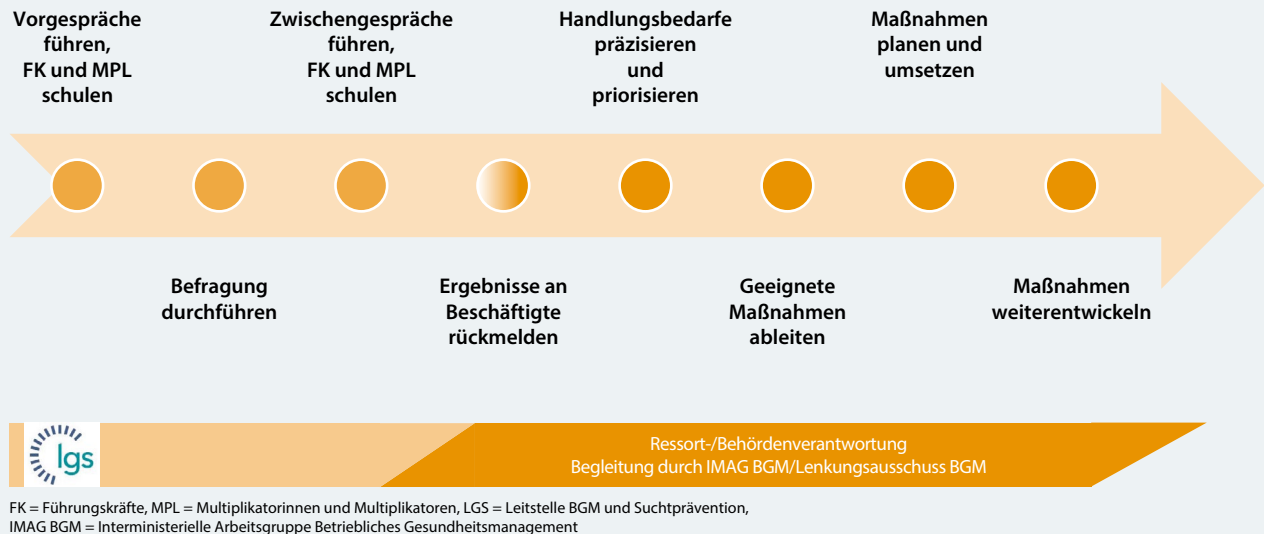 Vorgespräche
führen,
FK und MPL
schulen
Zwischengespräche
führen,
FK und MPL
schulen
Handlungsbedarfe
präzisieren
und
priorisieren
Maßnahmen
planen und
umsetzen
Befragung
durchführen
Ergebnisse an
Beschäftigte
rückmelden
Geeignete
Maßnahmen
ableiten
Maßnahmen
weiterentwickeln
lgs
Ressort-/Behördenverantwortung
Begleitung durch IMAG BGM/Lenkungsausschuss BGM
FK = Führungskräfte, MPL = Multiplikatorinnen und Multiplikatoren, LGS = Leitstelle BGM und Suchtprävention,
IMAG BGM = Interministerielle Arbeitsgruppe Betriebliches Gesundheitsmanagement